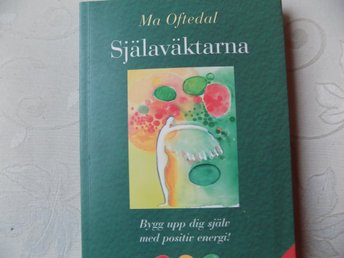 Ma Oftedal
Själaväktarna
Bygg upp dig själv
med positiv energi!